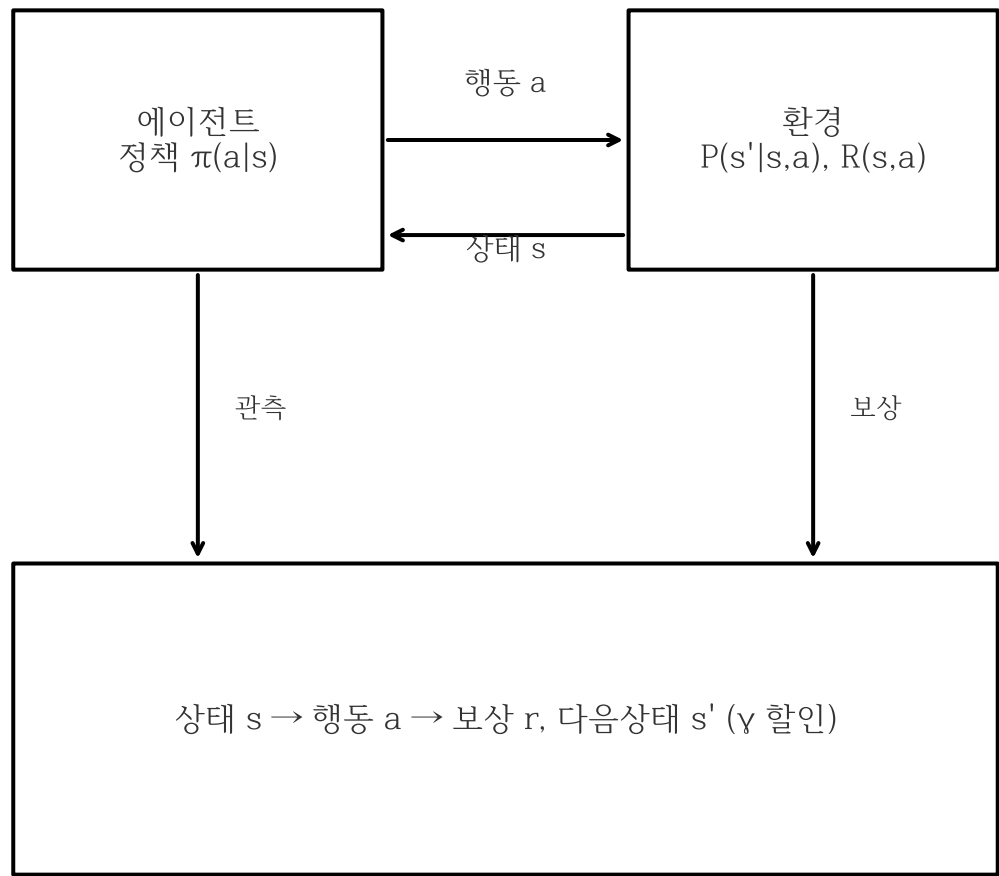 행동 a
에이전트
정책 π(a|s)
환경
P(s'|s,a), R(s,a)
상태 s
관측
보상
상태 s → 행동 a → 보상 r, 다음상태 s' (γ 할인)